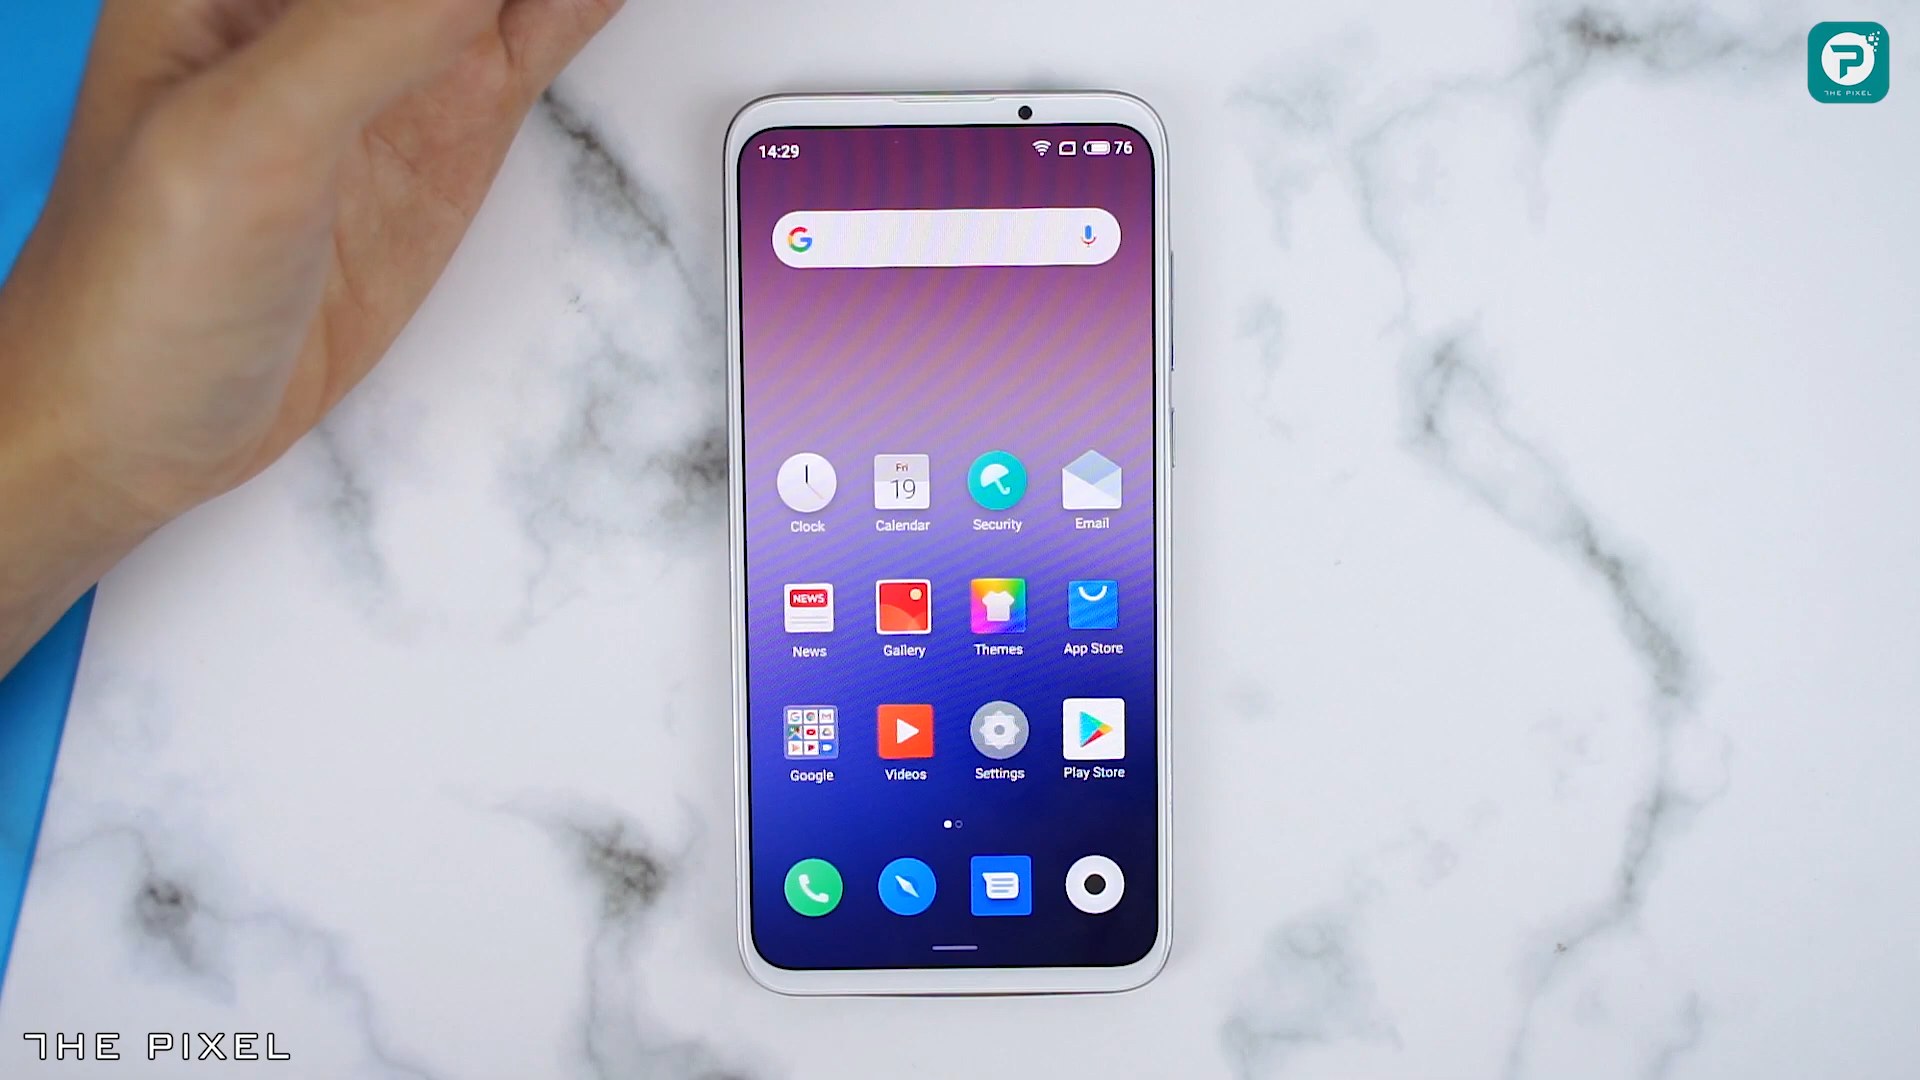 THE PIXEL
14:29
76
Fri
19
Clock
Calendar
Security
Email
NEWS
News
Gallery
Themes
App Store
Google
Videos
Settings
Play Store
THE PIXEL